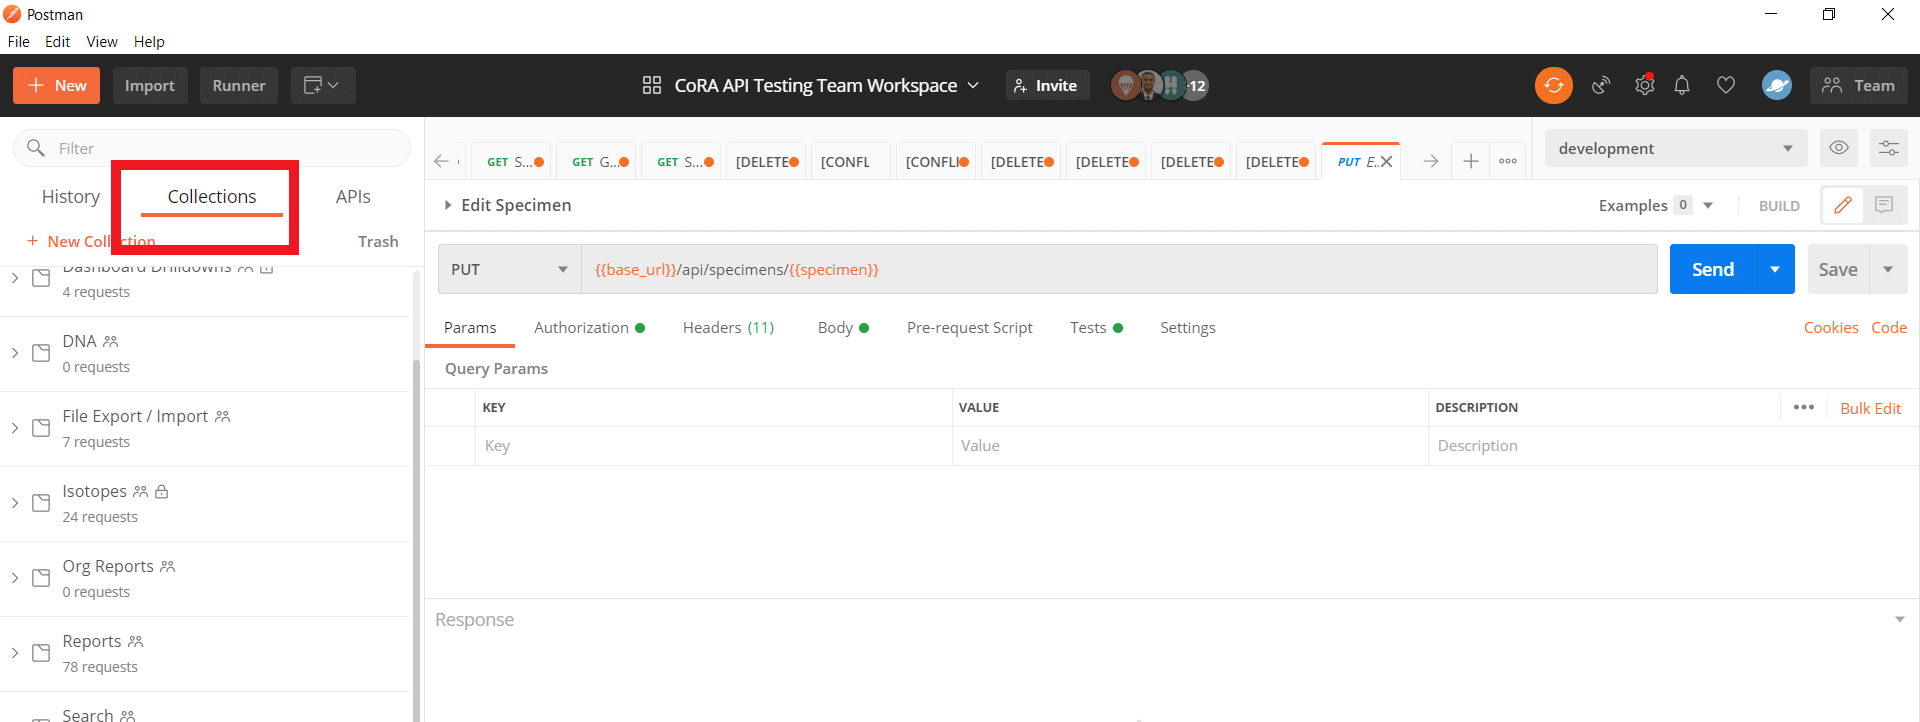 Postman
File Edit View Help
New Import Runner
CoRA API Testing Team Workspace
Invite
12
Team
Filter
History Collections APIs
+ New Collection Trash
Dashboard Drilldowns
4 requests
DNA
0 requests
File Export / Import
7 requests
Isotopes
24 requests
Org Reports
0 requests
Reports
78 requests
Search
GET S... GET G... GET S... [DELETE [CONFL [CONFLI [DELETE [DELETE [DELETE [DELETE PUT E..
development
Edit Specimen
Examples 0 BUILD
PUT {{base_url}}/api/specimens/{{specimen}} Send Save
Params Authorization Headers (11) Body Pre-request Script Tests Settings Cookies Code
Query Params
KEY VALUE DESCRIPTION ••• Bulk Edit
Key Value Description
Response